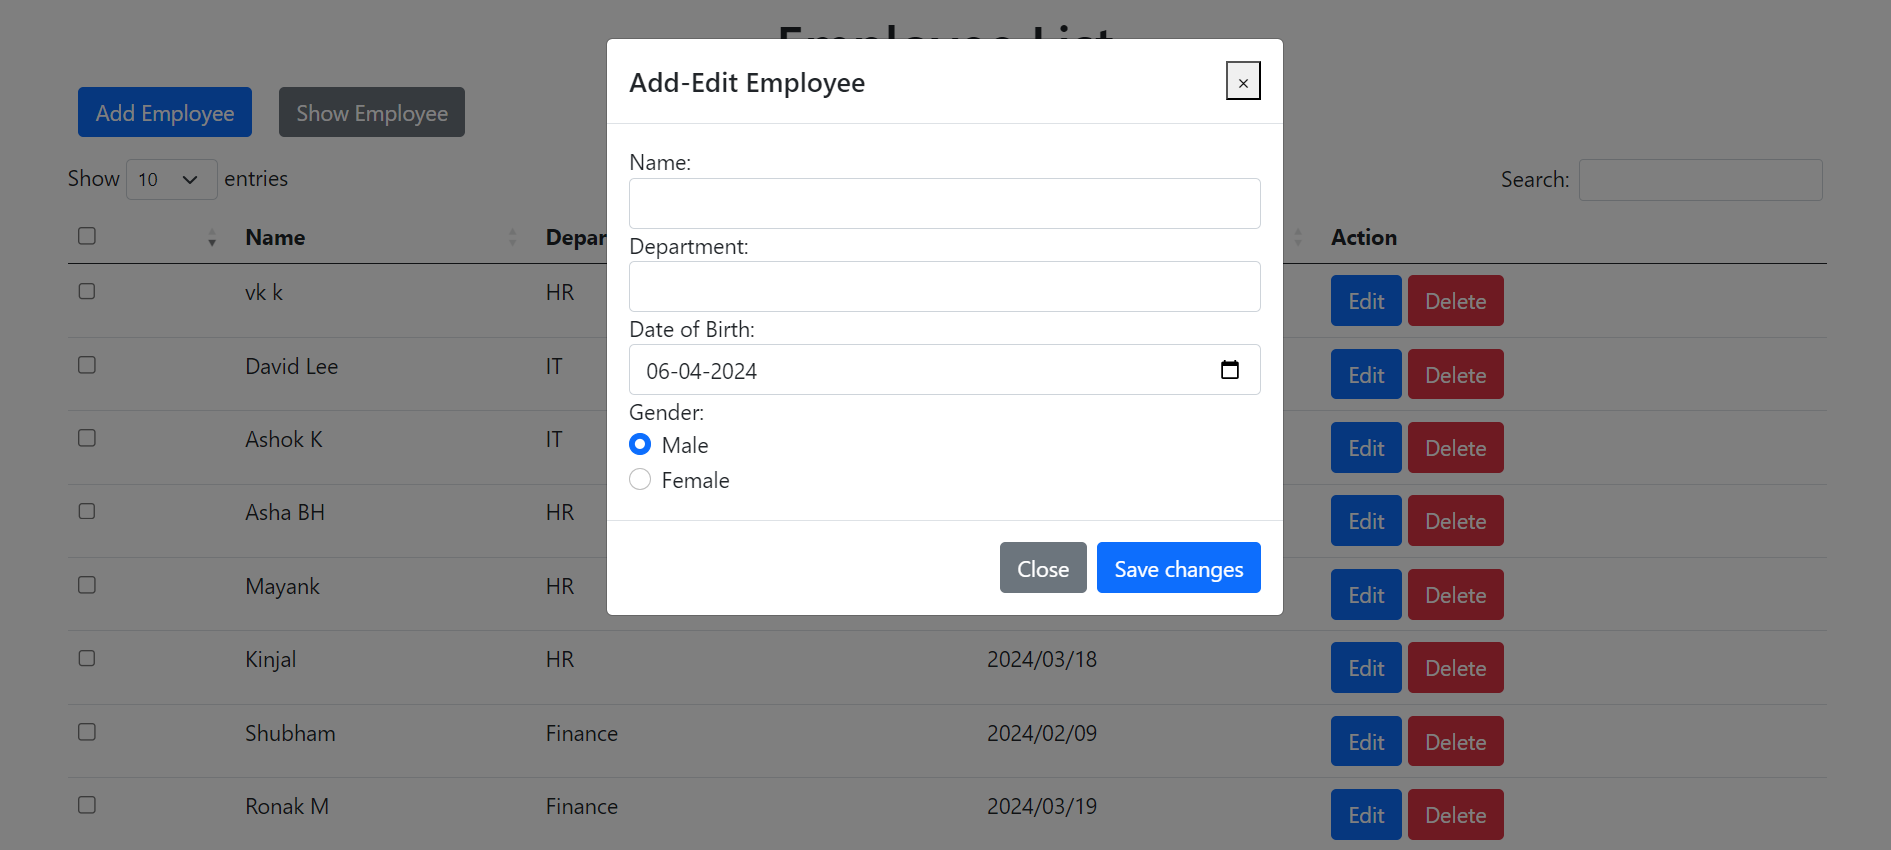 Employee List
Add-Edit Employee ×
Add Employee Show Employee
Name:
Show 10 entries Search:
Department:
Name Depar Action
Date of Birth:
06-04-2024
Gender:
Male
Female
Close Save changes
vk k HR Edit Delete
David Lee IT Edit Delete
Ashok K IT Edit Delete
Asha BH HR Edit Delete
Mayank HR Edit Delete
Kinjal HR 2024/03/18 Edit Delete
Shubham Finance 2024/02/09 Edit Delete
Ronak M Finance 2024/03/19 Edit Delete